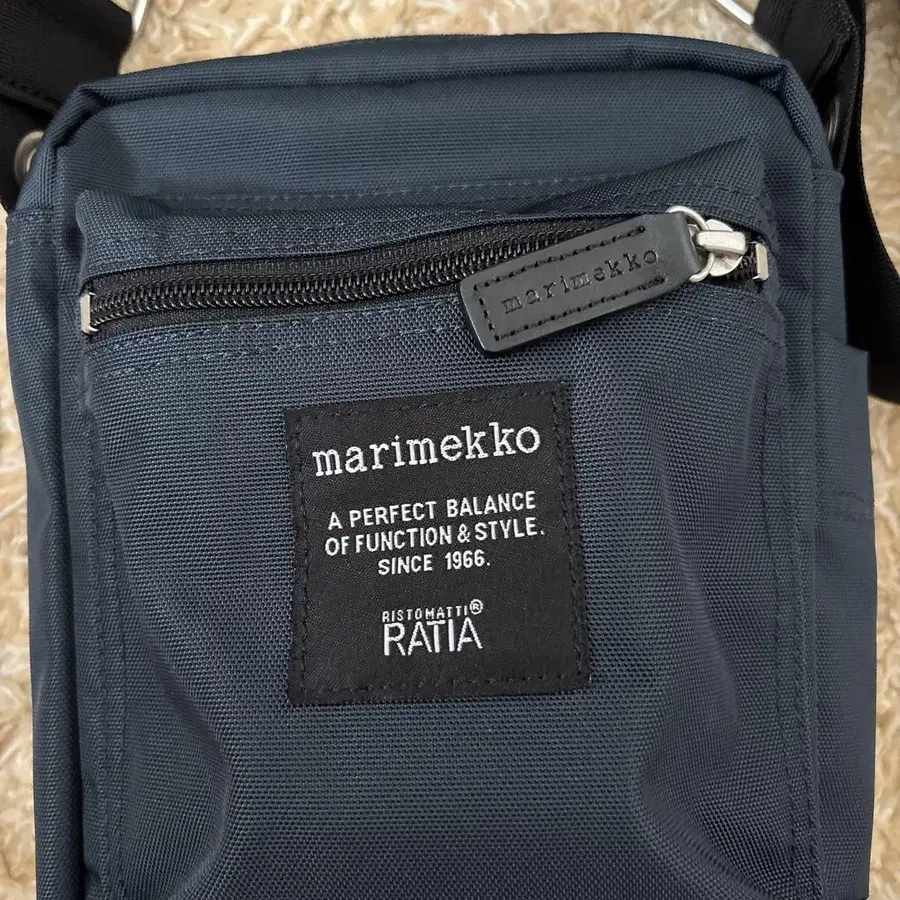 marimekko
marimekko
A PERFECT BALANCE
OF FUNCTION & STYLE.
SINCE 1966.
RISTOMATTI®
RATIA